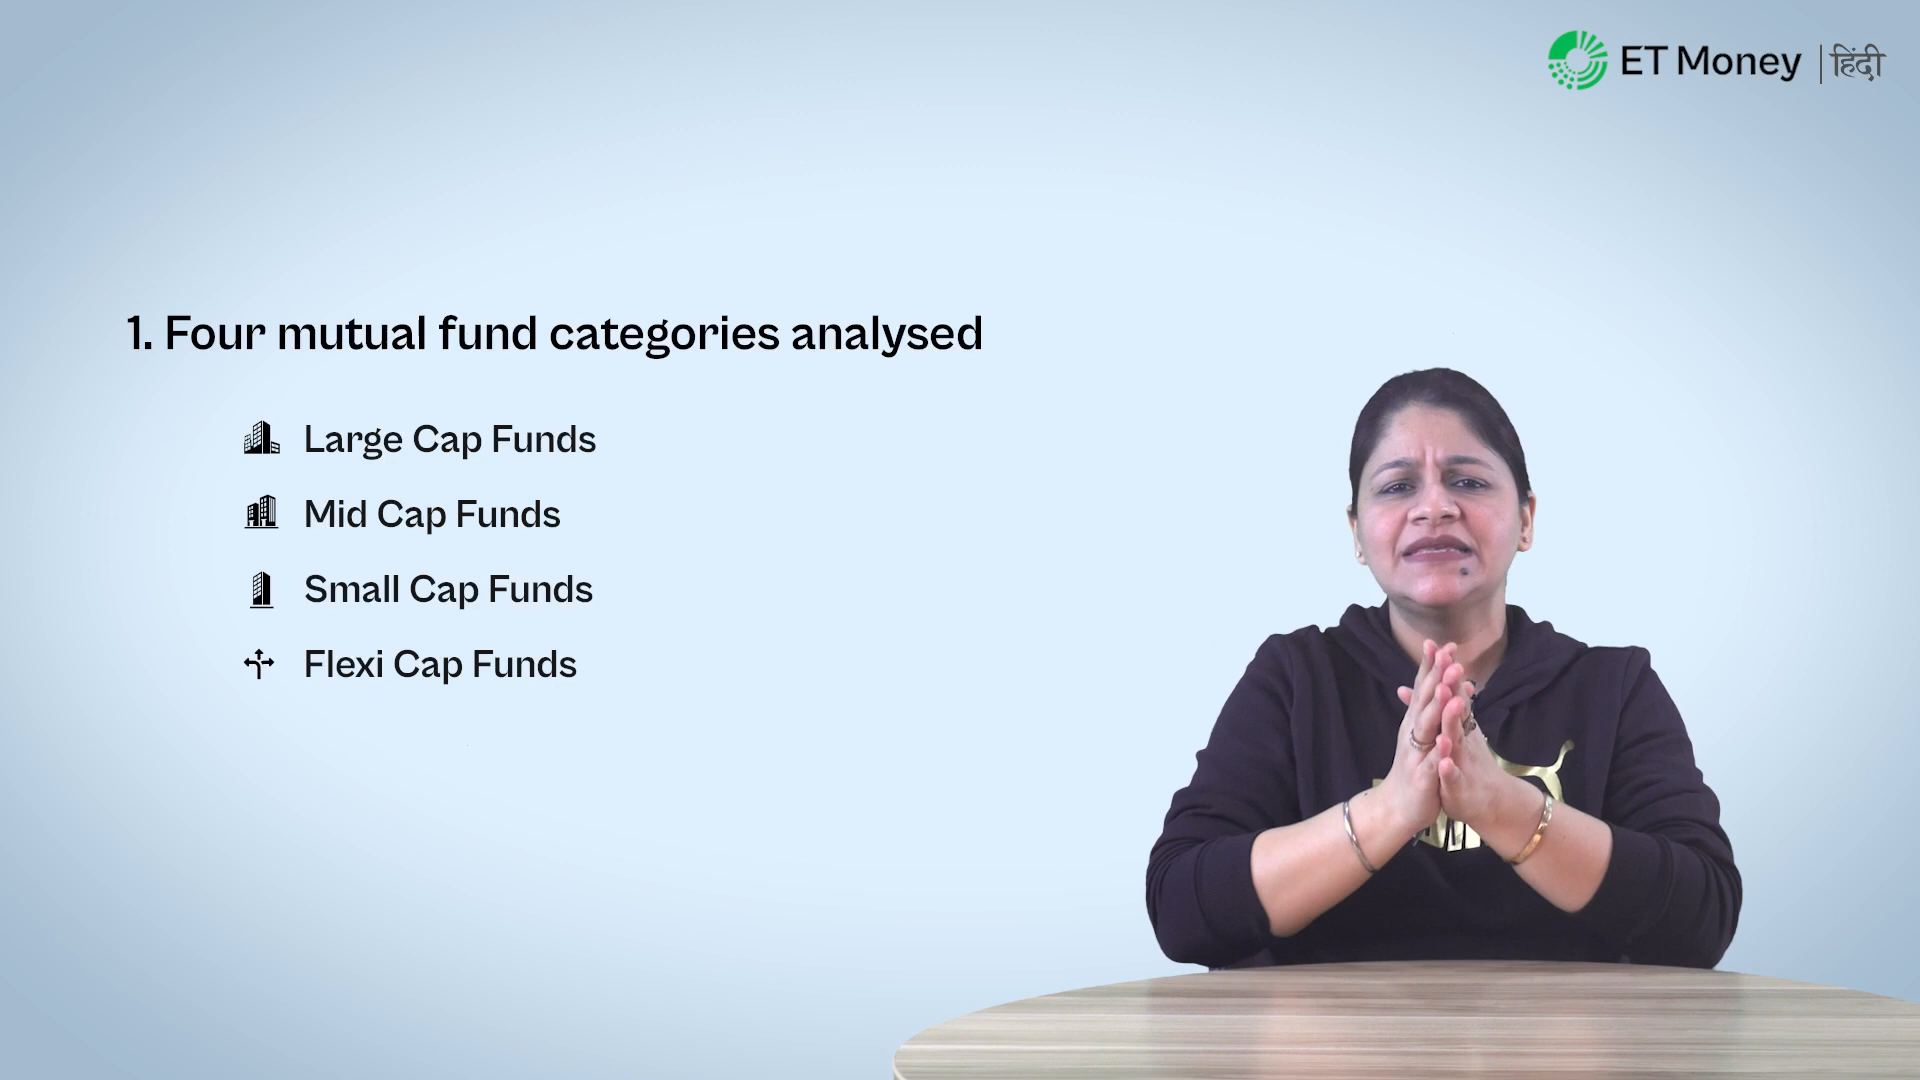 ET Money | हिंदी
1. Four mutual fund categories analysed
Large Cap Funds
Mid Cap Funds
Small Cap Funds
Flexi Cap Funds